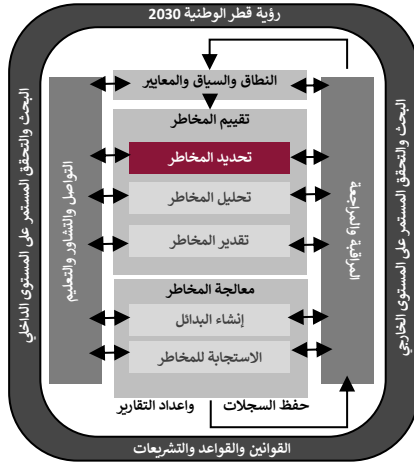 رؤية قطر الوطنية 2030
النطاق والسياق والمعايير
تقييم المخاطر
تحديد المخاطر
تحليل المخاطر
تقدير المخاطر
معالجة المخاطر
إنشاء البدائل
الاستجابة للمخاطر
حفظ السجلات واعداد التقارير
المراقبة والمراجعة
التواصل والتشاور والتعليم
البحث والتحقق المستمر على المستوى الخارجي
البحث والتحقق المستمر على المستوى الداخلي
القوانين والقواعد والتشريعات